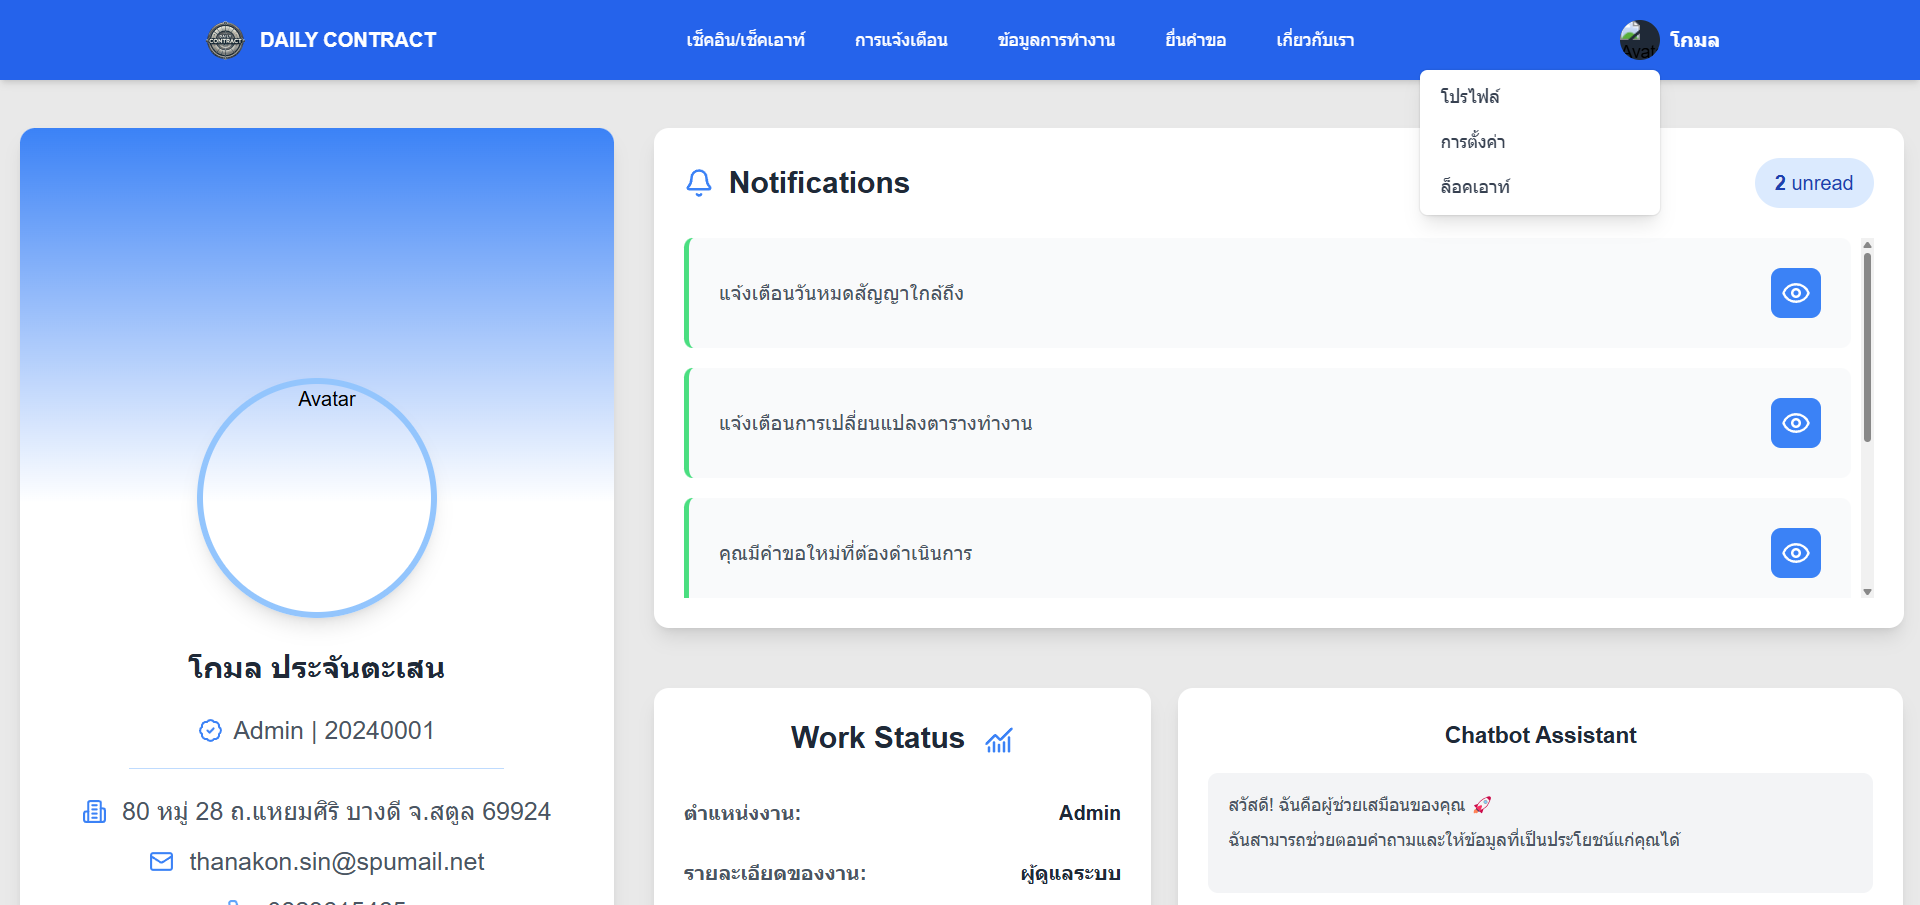 DAILY CONTRACT
เช็คอิน/เช็คเอาท์
การแจ้งเตือน
ข้อมูลการทำงาน
ยื่นคำขอ
เกี่ยวกับเรา
โกมล
โปรไฟล์
การตั้งค่า
ล็อคเอาท์
Avatar
โกมล ประจันตะเสน
Admin | 20240001
80 หมู่ 28 ถ.แหยมศิริ บางดี จ.สตูล 69924
thanakon.sin@spumail.net
Notifications
2 unread
แจ้งเตือนวันหมดสัญญาใกล้ถึง
แจ้งเตือนการเปลี่ยนแปลงตารางทำงาน
คุณมีคำขอใหม่ที่ต้องดำเนินการ
Work Status
ตำแหน่งงาน: Admin
รายละเอียดของงาน: ผู้ดูแลระบบ
Chatbot Assistant
สวัสดี! ฉันคือผู้ช่วยเสมือนของคุณ 🚀
ฉันสามารถช่วยตอบคำถามและให้ข้อมูลที่เป็นประโยชน์แก่คุณได้